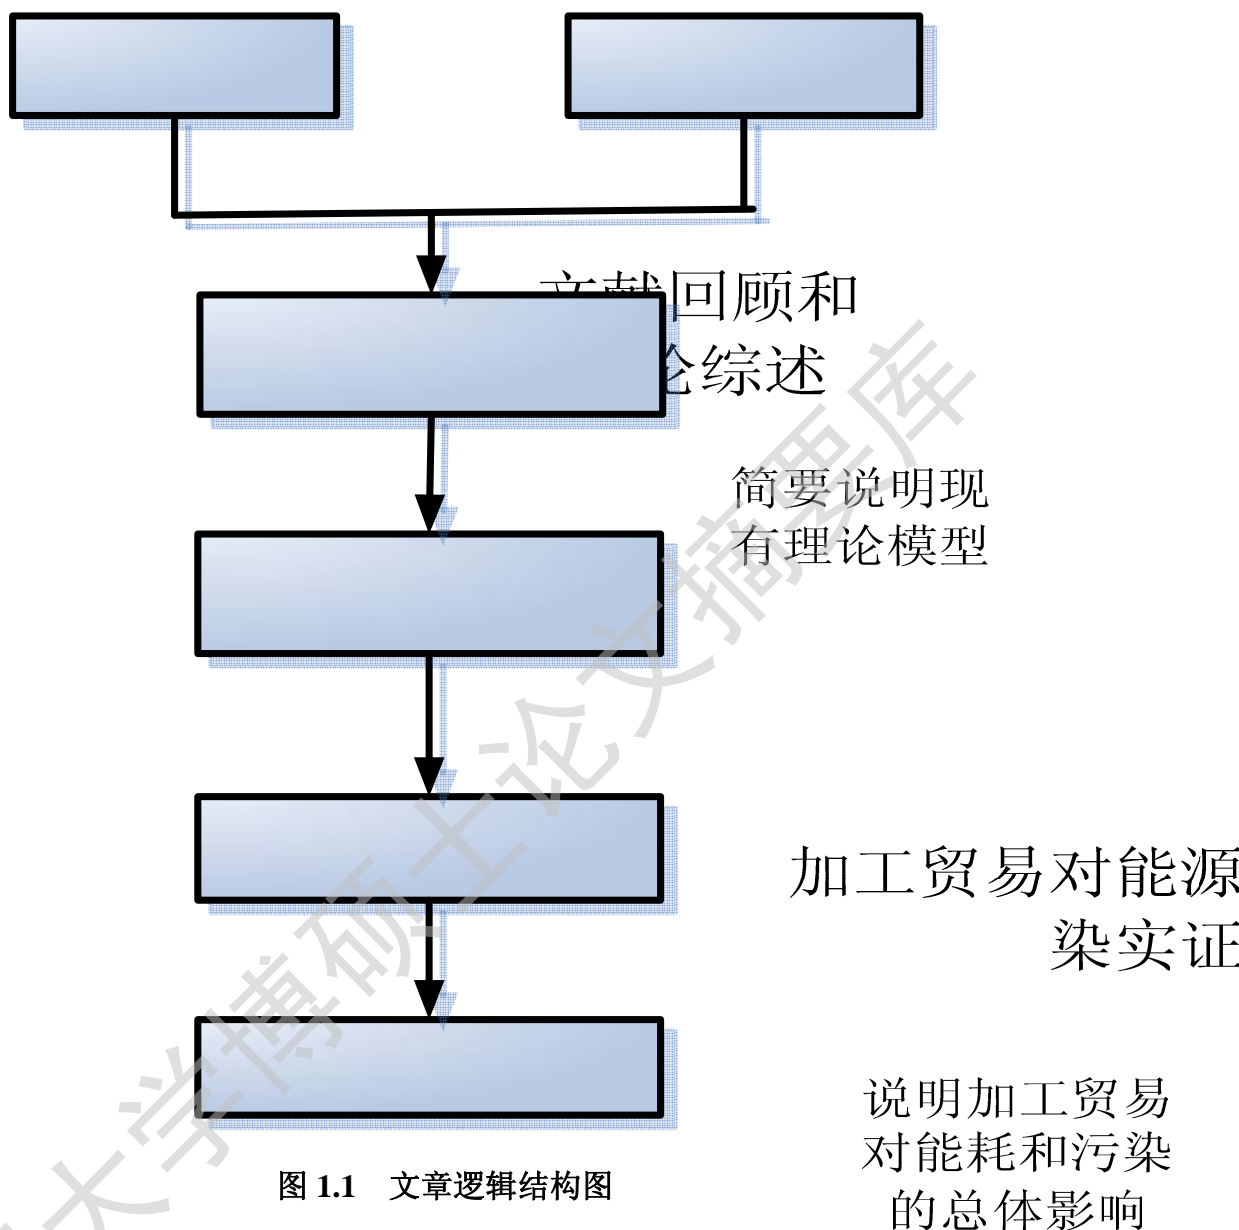 文献回顾和
论综述
简要说明现
有理论模型
加工贸易对能源
染实证
说明加工贸易
对能耗和污染
的总体影响
图 1.1 文章逻辑结构图
大学博硕士论文摘要库